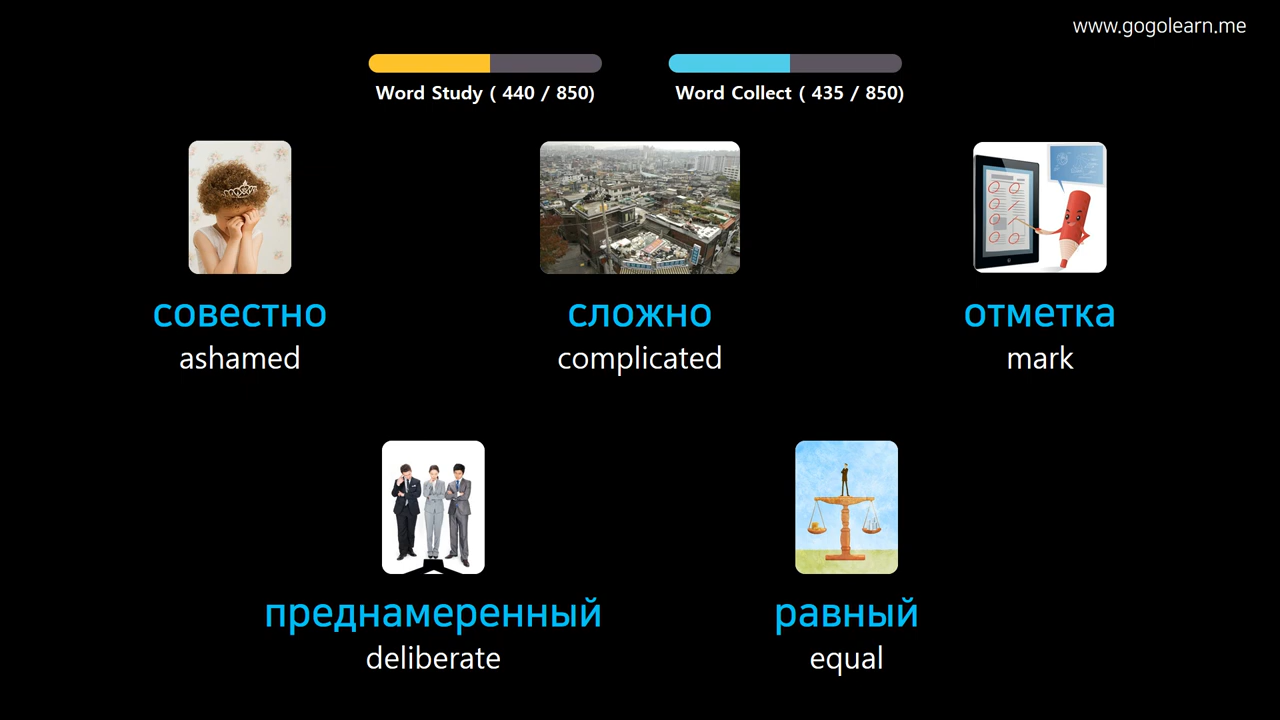 www.gogolearn.me
Word Study ( 440 / 850)
Word Collect ( 435 / 850)
совестно
ashamed
сложно
complicated
отметка
mark
преднамеренный
deliberate
равный
equal